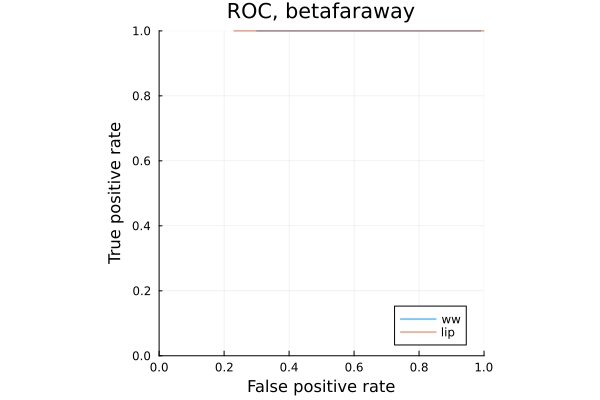 ROC, betafaraway
True positive rate
1.0
0.8
0.6
0.4
0.2
0.0
0.0 0.2 0.4 0.6 0.8 1.0
False positive rate
ww
lip